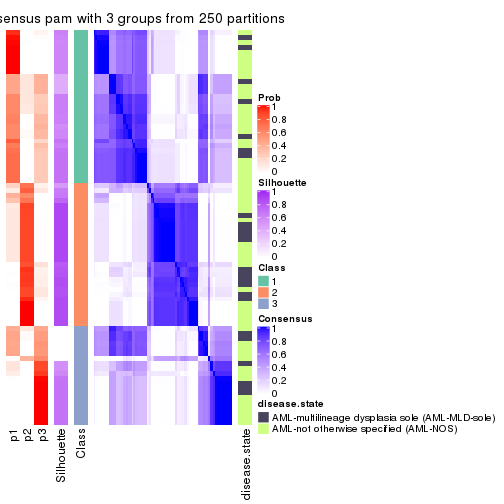 sensus pam with 3 groups from 250 partitions
Prob
1
0.8
0.6
0.4
0.2
0
Silhouette
1
0.8
0.6
0.4
0.2
0
Class
1
2
3
Consensus
1
0.8
0.6
0.4
0.2
0
disease.state
AML-multilineage dysplasia sole (AML-MLD-sole)
AML-not otherwise specified (AML-NOS)
p1
p2
p3
Silhouette
Class
disease.state